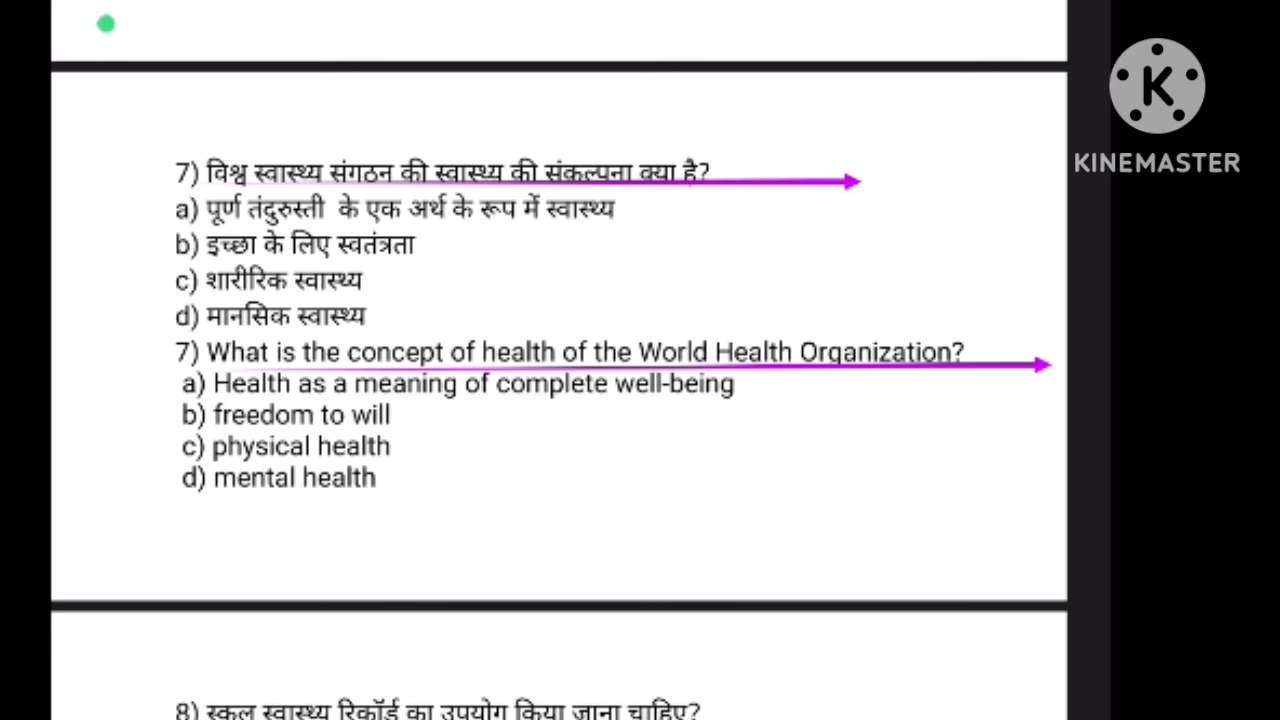 K
KINEMASTER
7) विश्व स्वास्थ्य संगठन की स्वास्थ्य की संकल्पना क्या है?
a) पूर्ण तंदुरुस्ती के एक अर्थ के रूप में स्वास्थ्य
b) इच्छा के लिए स्वतंत्रता
c) शारीरिक स्वास्थ्य
d) मानसिक स्वास्थ्य
7) What is the concept of health of the World Health Organization?
a) Health as a meaning of complete well-being
b) freedom to will
c) physical health
d) mental health
8) स्कूल स्वास्थ्य रिकॉर्ड का उपयोग किया जाना चाहिए?